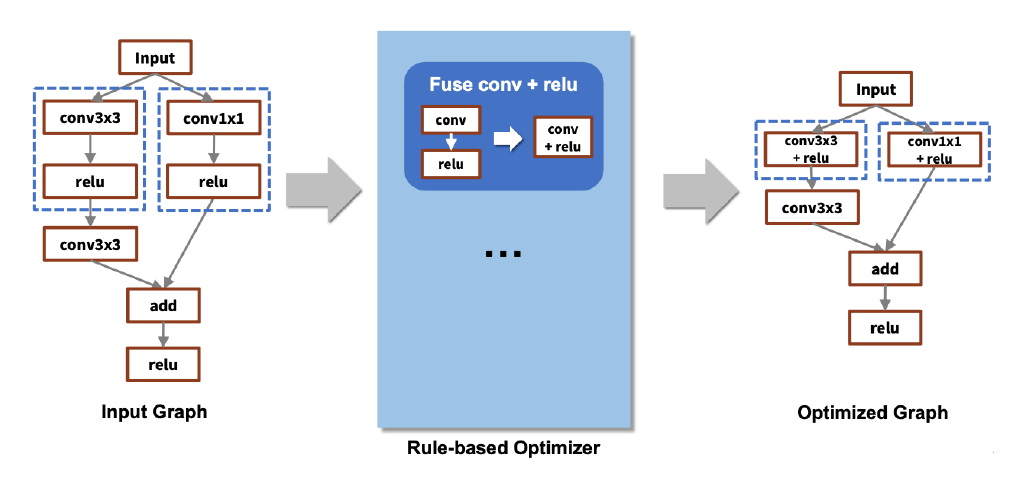 Input
conv3x3
conv1x1
relu
relu
conv3x3
add
relu
Input Graph
Fuse conv + relu
conv
relu
conv
+ relu
...
Rule-based Optimizer
Input
conv3x3
+ relu
conv1x1
+ relu
conv3x3
add
relu
Optimized Graph